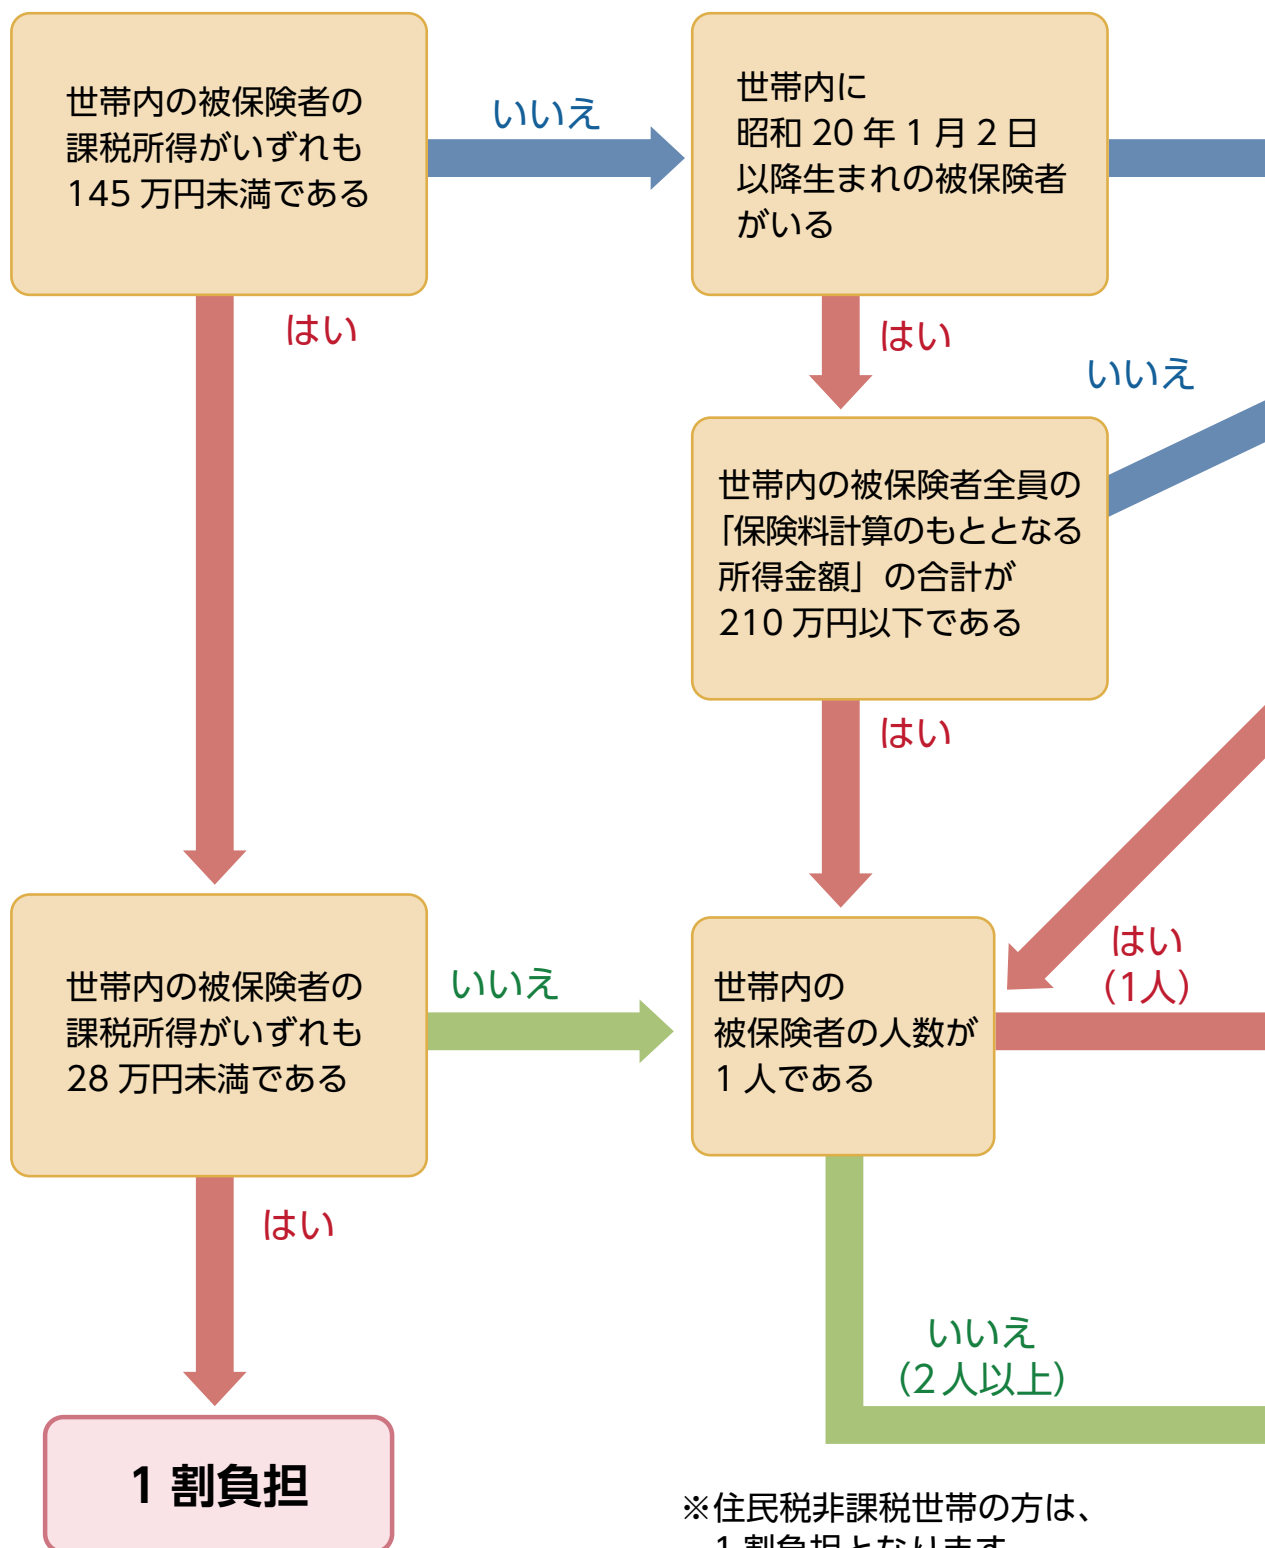 世帯内の被保険者の
課税所得がいずれも
145 万円未満である
いいえ
世帯内に
昭和 20 年 1 月 2 日
以降生まれの被保険者
がいる
はい
はい
いいえ
世帯内の被保険者全員の
「保険料計算のもととなる
所得金額」の合計が
210 万円以下である
はい
世帯内の被保険者の
課税所得がいずれも
28 万円未満である
いいえ
世帯内の
被保険者の人数が
1 人である
はい
(1人)
はい
いいえ
(2人以上)
1 割負担
※住民税非課税世帯の方は、
1 割負担となります